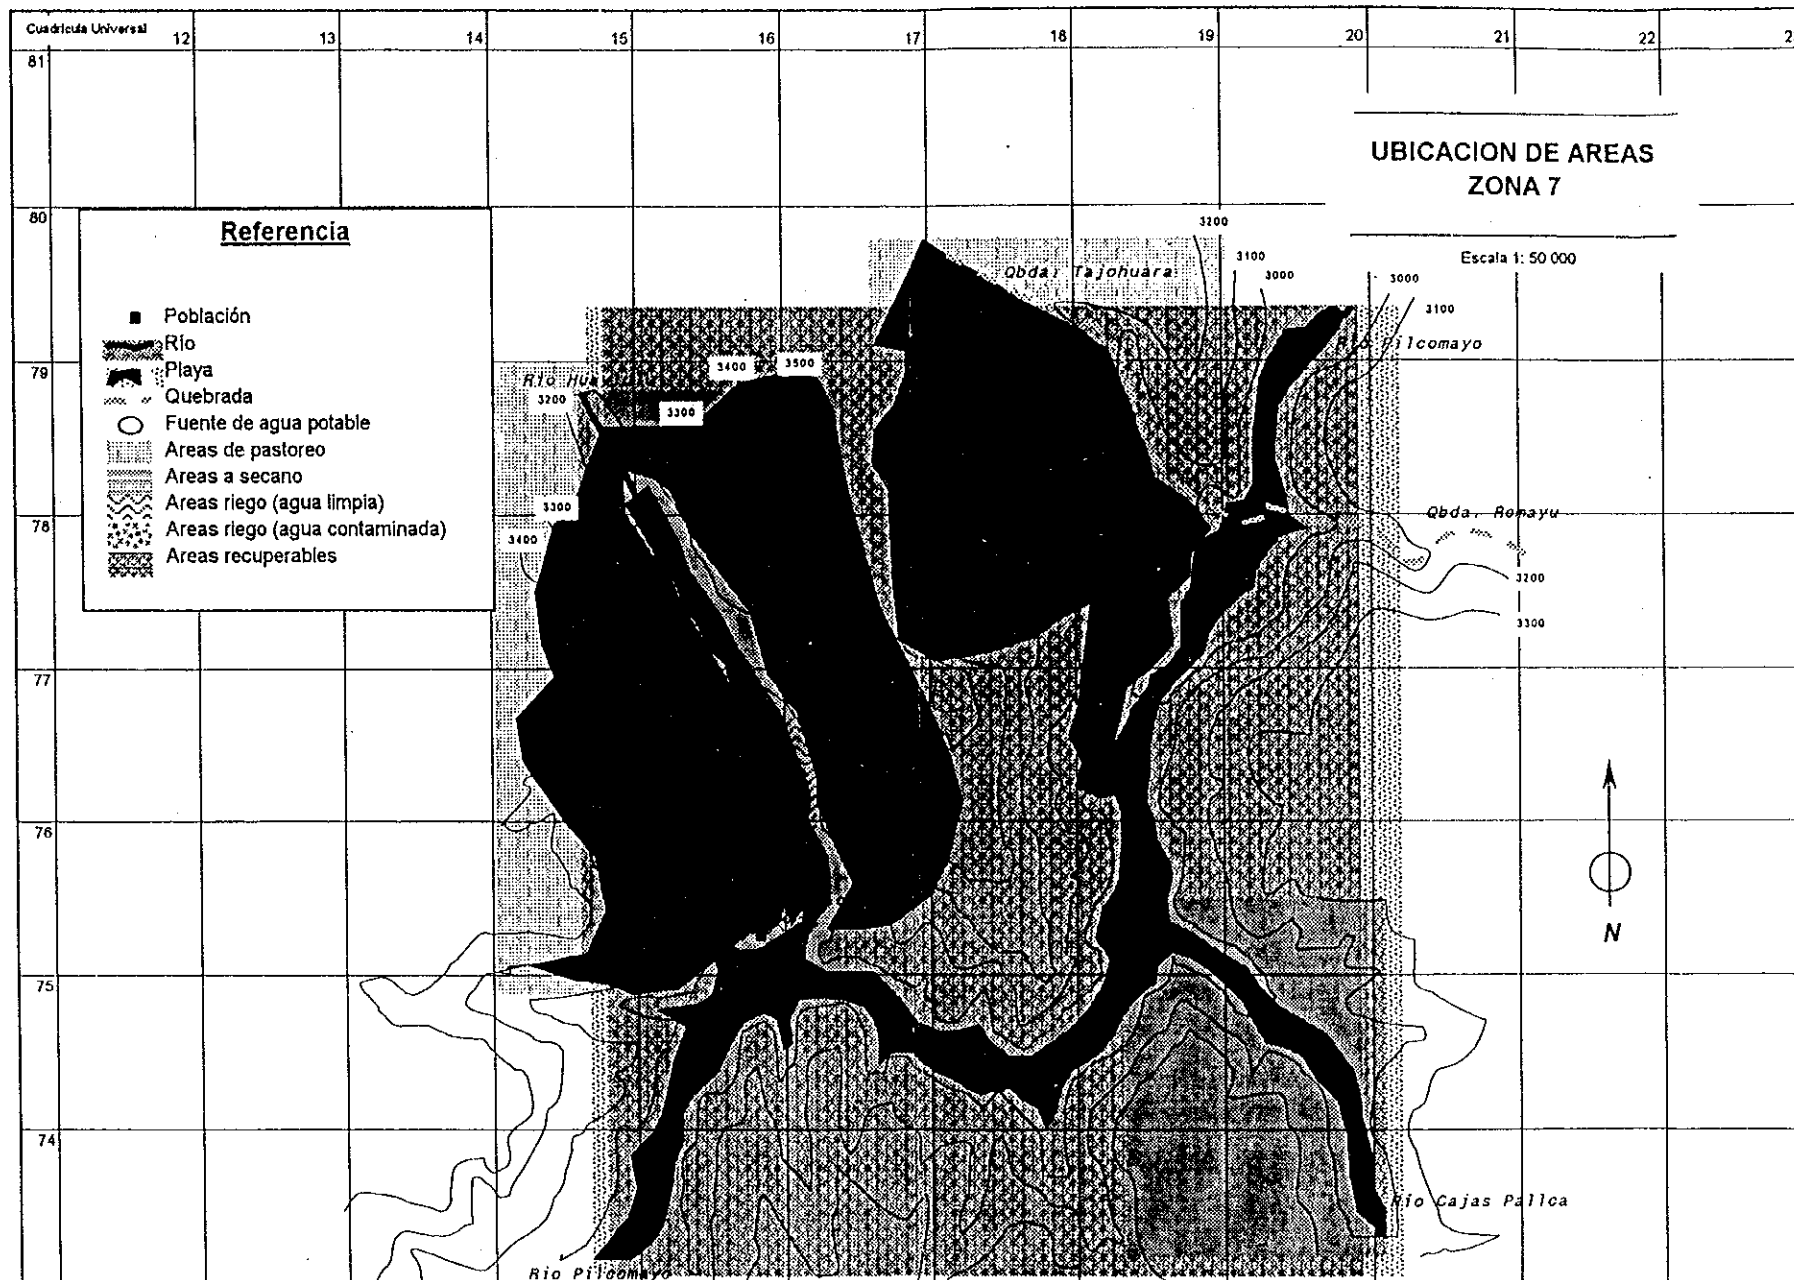 Cuadrícula Universal
12 13 14 15 16 17 18 19 20 21 22
81
80
79
78
77
76
75
74
UBICACION DE AREAS
ZONA 7
Escala 1: 50 000
Referencia
Población
Río
Playa
Quebrada
Fuente de agua potable
Areas de pastoreo
Areas a secano
Areas riego (agua limpia)
Areas riego (agua contaminada)
Areas recuperables
3200
Qbda. Tajohuara
3100
3000
3000
3100
Río Pilcomayo
3400
3500
Río
3200
3300
3300
3400
Qbda. Romayu
3200
3300
N
Río Cajas Pallca
Río Pilcomayo